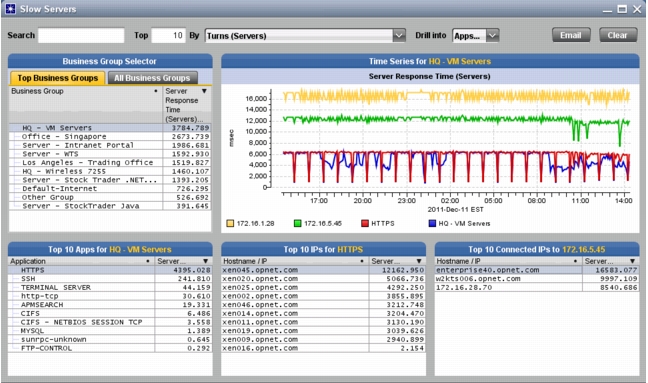 Slow Servers
Search Top 10 By Turns (Servers) Drill into Apps... Email Clear
Business Group Selector
Top Business Groups All Business Groups
Business Group Server Response Time (Servers)...
HQ - VM Servers 3784.789
Office - Singapore 2673.739
Server - Intranet Portal 1986.681
Server - WTS 1592.930
Los Angeles - Trading Office 1519.827
HQ - Wireless 7255 1460.107
Server - Stock Trader .NET... 1393.205
Default-Internet 726.295
Other Group 526.692
Server - StockTrader Java 391.645
Time Series for HQ - VM Servers
Server Response Time (Servers)
msec
16,000
14,000
12,000
10,000
8,000
6,000
4,000
2,000
0
17:00 20:00 23:00 02:00 05:00 08:00 11:00 14:00
2011-Dec-11 EST
172.16.1.28 172.16.5.45 HTTPS HQ - VM Servers
Top 10 Apps for HQ - VM Servers
Application Server...
HTTPS 4395.028
SSH 241.810
TERMINAL SERVER 44.159
http-tcp 30.610
APMSEARCH 19.331
CIFS 6.486
CIFS - NETBIOS SESSION TCP 3.558
MYSQL 1.389
sunrpc-unknown 0.645
FTP-CONTROL 0.292
Top 10 IPs for HTTPS
Hostname / IP Server...
xen045.opnet.com 12162.950
xen020.opnet.com 5066.736
xen025.opnet.com 4292.250
xen002.opnet.com 3855.895
xen046.opnet.com 3212.748
xen014.opnet.com 3204.470
xen011.opnet.com 3130.190
xen019.opnet.com 3039.626
xen009.opnet.com 2940.899
xen016.opnet.com 2.154
Top 10 Connected IPs to 172.16.5.45
Hostname / IP Server...
enterprise40.opnet.com 16583.077
w2kts006.opnet.com 9997.109
172.16.28.70 8540.686